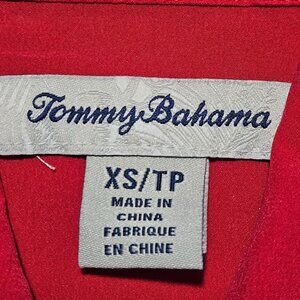 Tommy Bahama
XS/TP
MADE IN
CHINA
FABRIQUE
EN CHINE